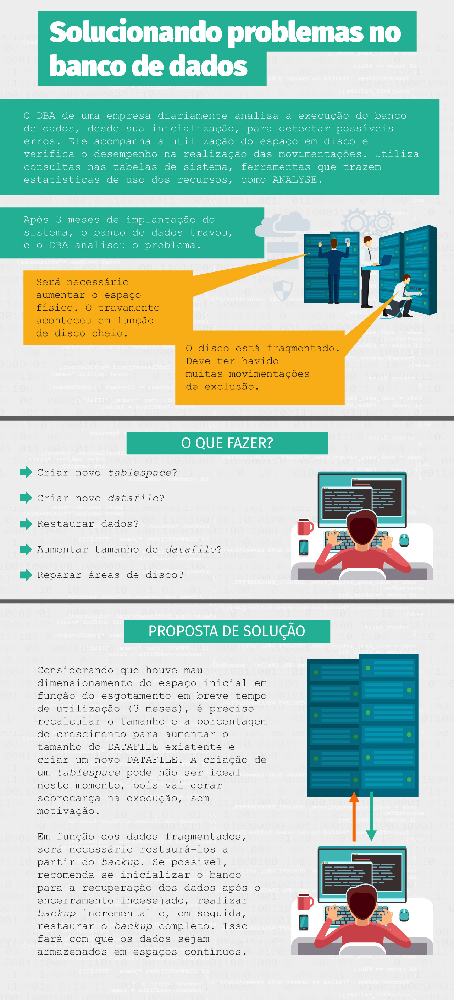 Solucionando problemas no
banco de dados
O DBA de uma empresa diariamente analisa a execução do banco
de dados, desde sua inicialização, para detectar possíveis
erros. Ele acompanha a utilização do espaço em disco e
verifica o desempenho na realização das movimentações. Utiliza
consultas nas tabelas de sistema, ferramentas que trazem
estatísticas de uso dos recursos, como ANALYSE.
Após 3 meses de implantação do
sistema, o banco de dados travou,
e o DBA analisou o problema.
Será necessário
aumentar o espaço
físico. O travamento
aconteceu em função
de disco cheio.
O disco está fragmentado.
Deve ter havido
muitas movimentações
de exclusão.
O QUE FAZER?
Criar novo tablespace?
Criar novo datafile?
Restaurar dados?
Aumentar tamanho de datafile?
Reparar áreas de disco?
PROPOSTA DE SOLUÇÃO
Considerando que houve mau
dimensionamento do espaço inicial em
função do esgotamento em breve tempo
de utilização (3 meses), é preciso
recalcular o tamanho e a porcentagem
de crescimento para aumentar o
tamanho do DATAFILE existente e
criar um novo DATAFILE. A criação de
um tablespace pode não ser ideal
neste momento, pois vai gerar
sobrecarga na execução, sem
motivação.
Em função dos dados fragmentados,
será necessário restaurá-los a
partir do backup. Se possível,
recomenda-se inicializar o banco
para a recuperação dos dados após o
encerramento indesejado, realizar
backup incremental e, em seguida,
restaurar o backup completo. Isso
fará com que os dados sejam
armazenados em espaços contínuos.